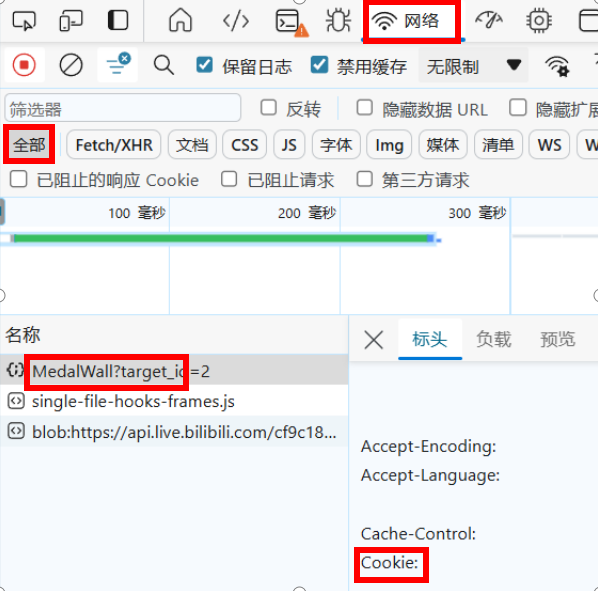 网络
保留日志 禁用缓存 无限制
筛选器 反转 隐藏数据 URL 隐藏扩展
全部 Fetch/XHR 文档 CSS JS 字体 Img 媒体 清单 WS W
已阻止的响应 Cookie 已阻止请求 第三方请求
100 毫秒 200 毫秒 300 毫秒
名称 标头 负载 预览
MedalWall?target_id=2
single-file-hooks-frames.js
blob:https://api.live.bilibili.com/cf9c18...
Accept-Encoding:
Accept-Language:
Cache-Control:
Cookie: